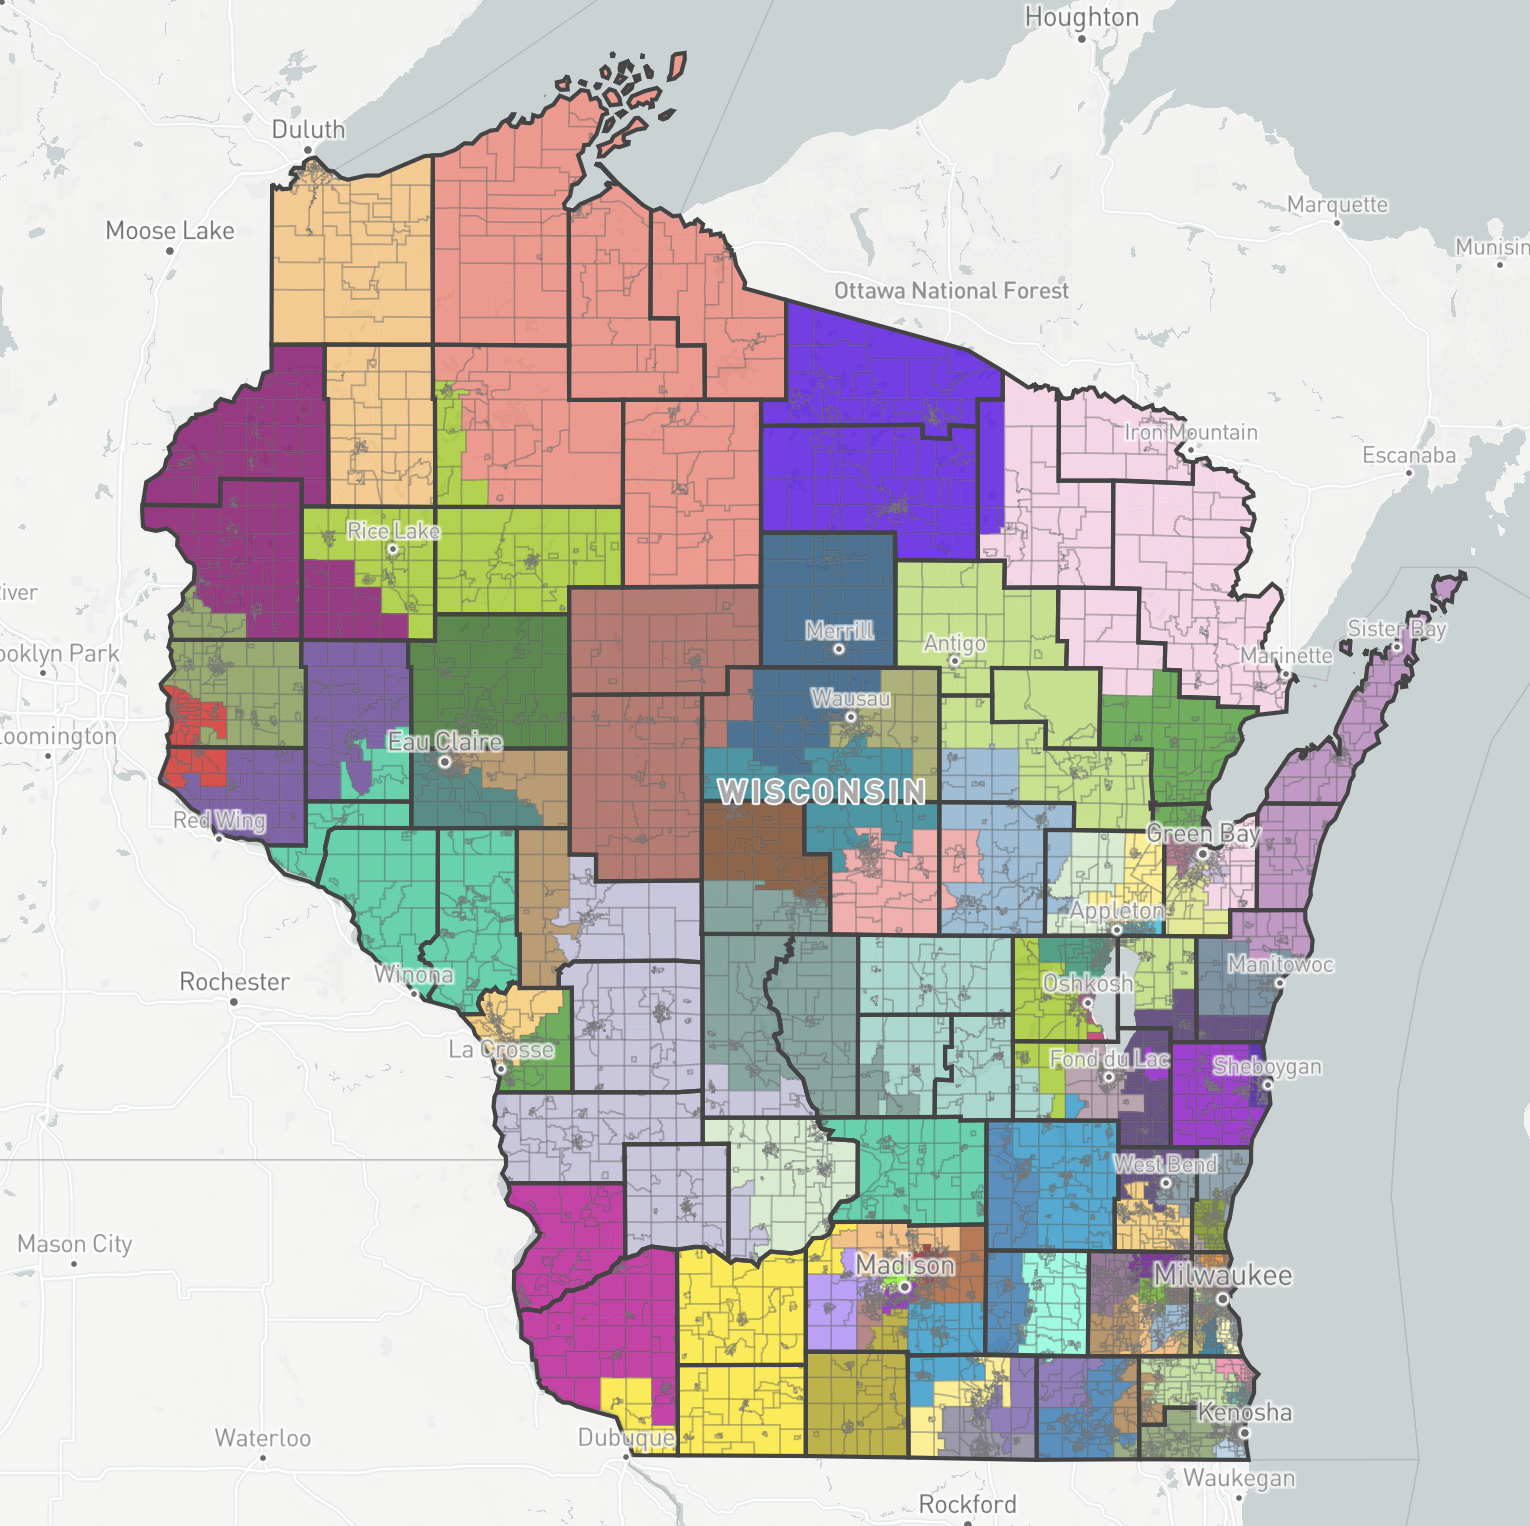 Houghton
Duluth
Marquette
Moose Lake
Munisin
Ottawa National Forest
Iron Mountain
Escanaba
Rice Lake
River
Sister Bay
Merrill
Antigo
ooklyn Park
Marinette
Wausau
loomington
Eau Claire
WISCONSIN
Red Wing
Green Bay
Appleton
Winona
Manitowoc
Rochester
Oshkosh
La Crosse
Fond du Lac
Sheboygan
West Bend
Mason City
Madison
Milwaukee
Kenosha
Waterloo
Dubuque
Waukegan
Rockford